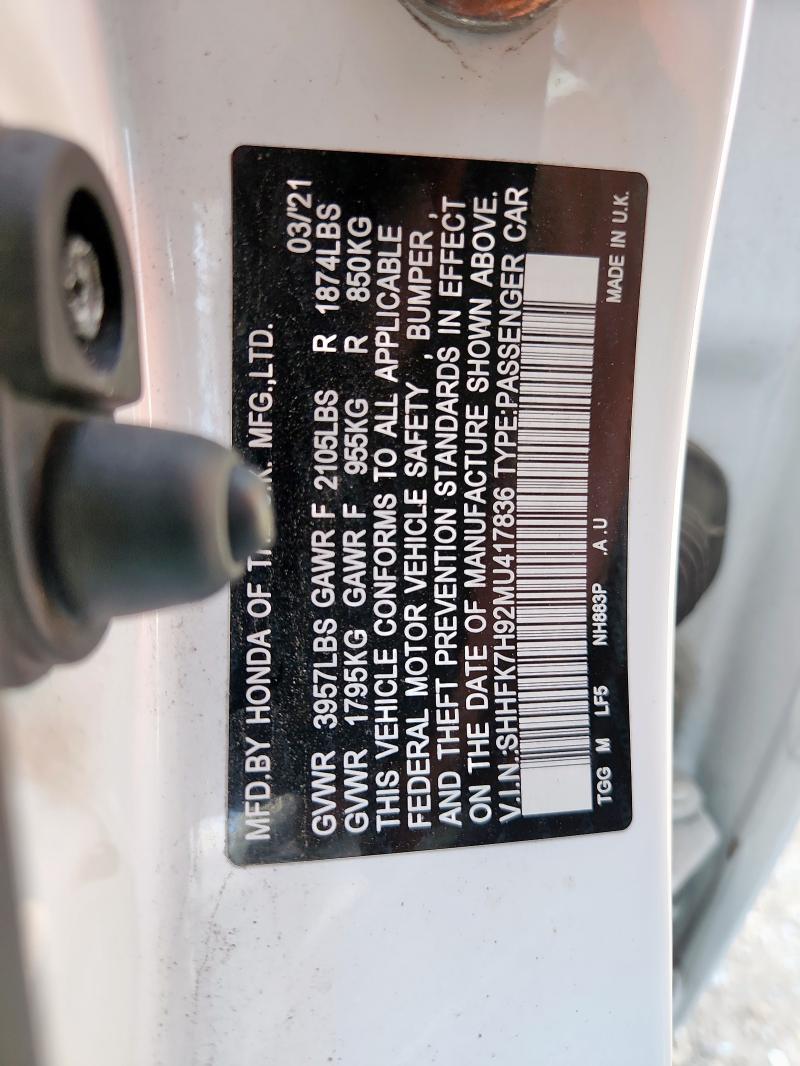 MFD.BY HONDA OF T K. MFG.,LTD.
03/'21
GVWR 3957LBS GAWR F 2105LBS R 1874LBS
GVWR 1795KG GAWR F 955KG R 850KG
THIS VEHICLE CONFORMS TO ALL APPLICABLE
FEDERAL MOTOR VEHICLE SAFETY , BUMPER ,
AND THEFT PREVENTION STANDARDS IN EFFECT
ON THE DATE OF MANUFACTURE SHOWN ABOVE.
V.I.N.:SHHFK7H92MU417836 TYPE:PASSENGER CAR
TGG M LF5 NH883P .A .U
MADE IN U.K.